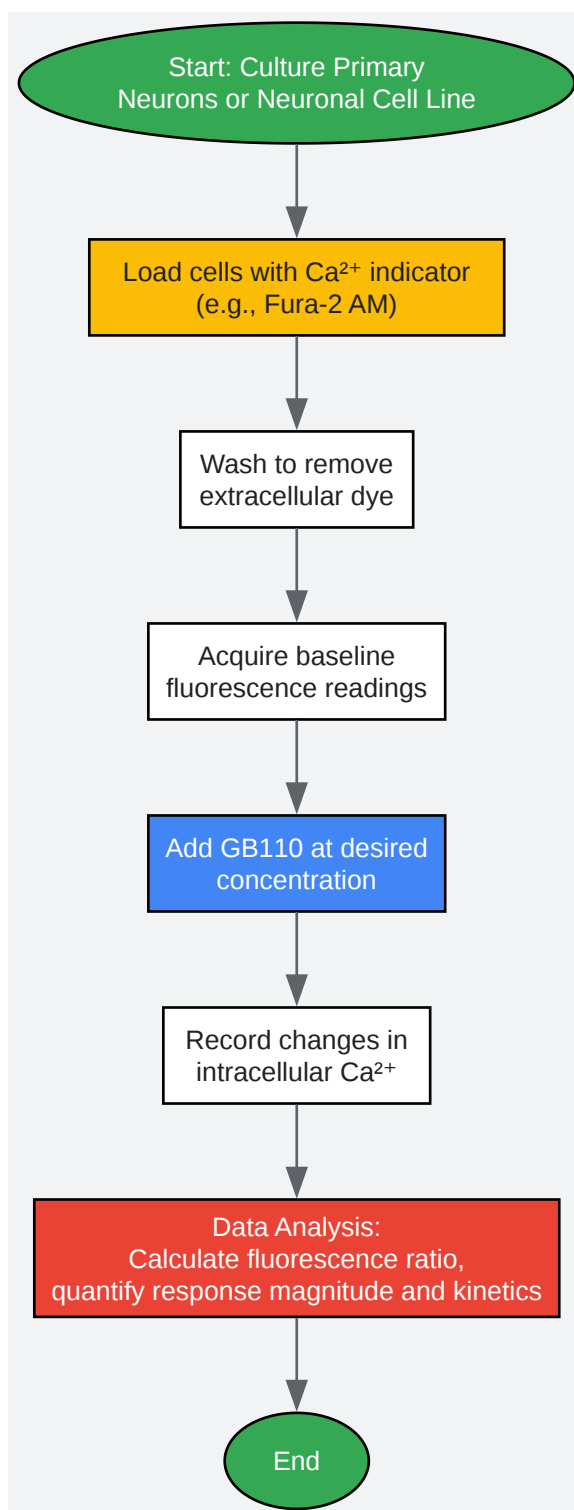 Start: Culture Primary
Neurons or Neuronal Cell Line
Load cells with Ca²⁺ indicator
(e.g., Fura-2 AM)
Wash to remove
extracellular dye
Acquire baseline
fluorescence readings
Add GB110 at desired
concentration
Record changes in
intracellular Ca²⁺
Data Analysis:
Calculate fluorescence ratio,
quantify response magnitude and kinetics
End